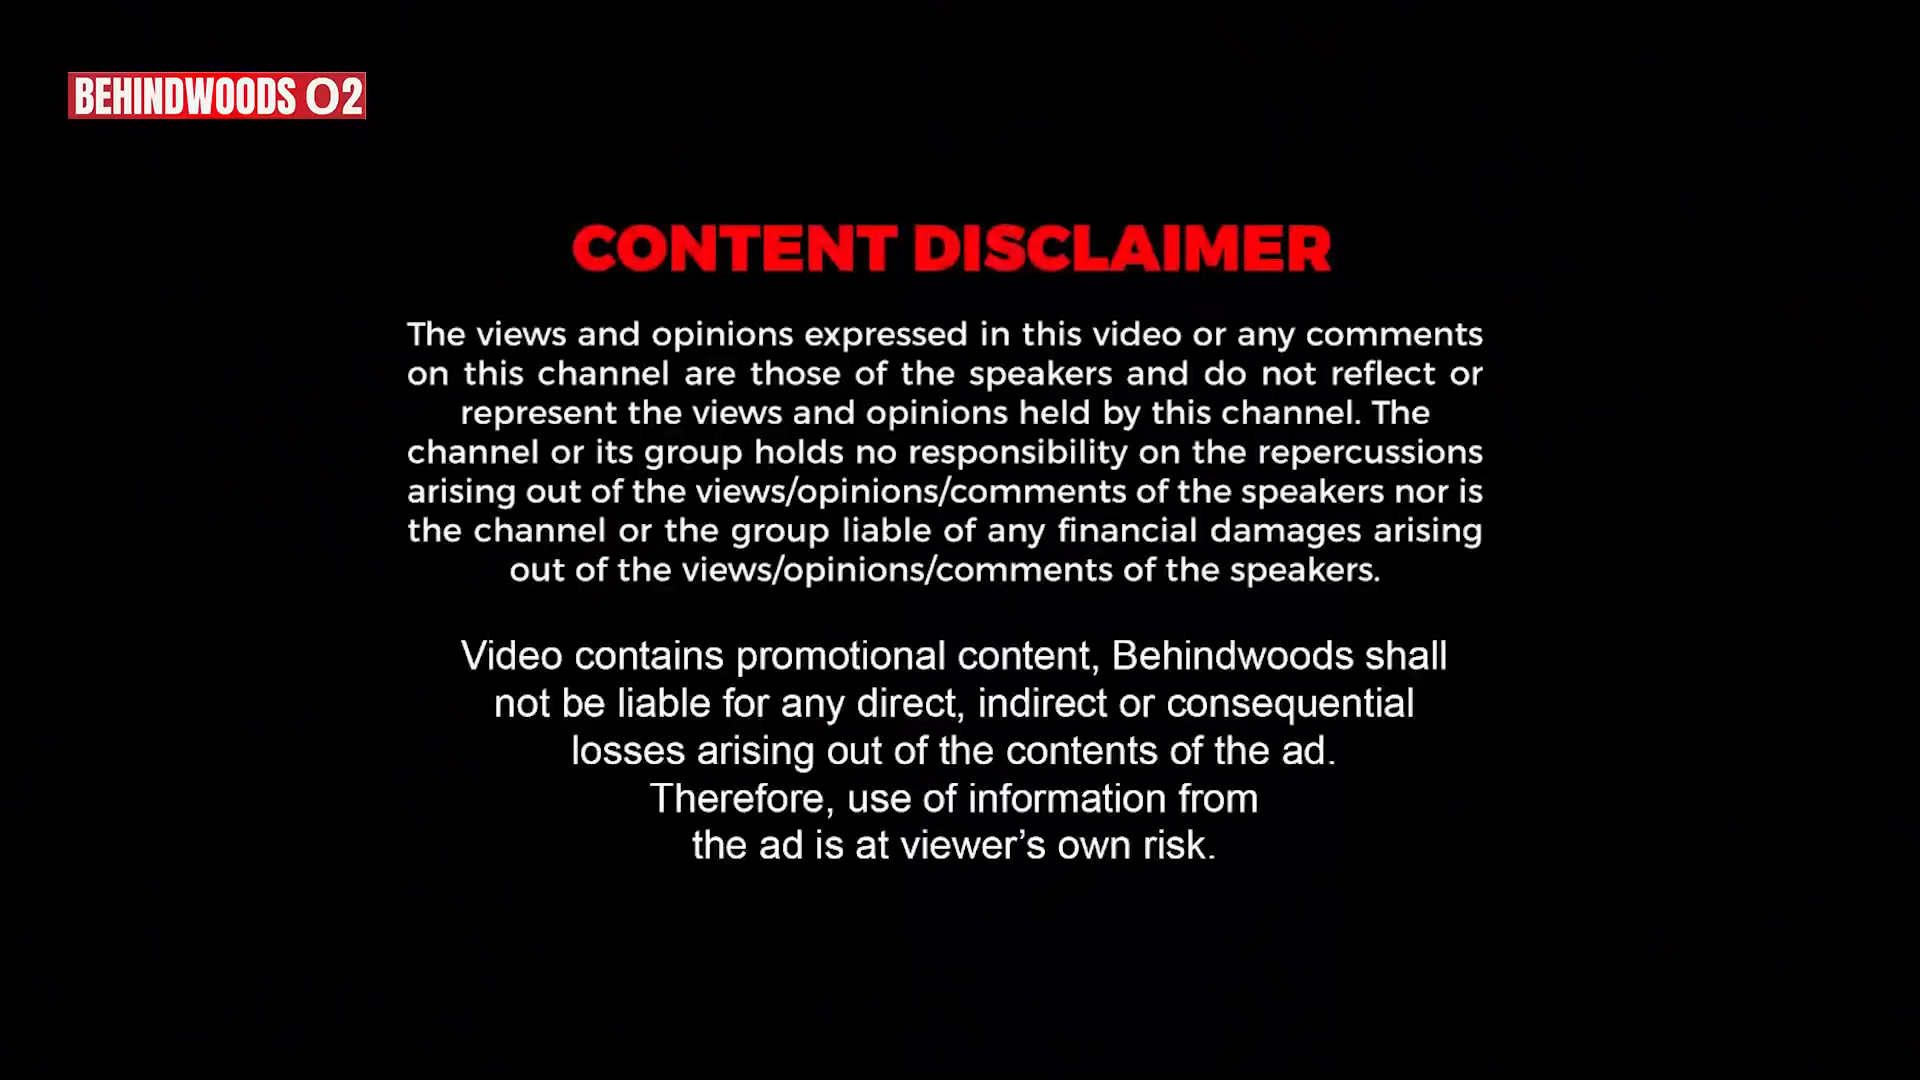 BEHINDWOODS O2
CONTENT DISCLAIMER
The views and opinions expressed in this video or any comments
on this channel are those of the speakers and do not reflect or
represent the views and opinions held by this channel. The
channel or its group holds no responsibility on the repercussions
arising out of the views/opinions/comments of the speakers nor is
the channel or the group liable of any financial damages arising
out of the views/opinions/comments of the speakers.
Video contains promotional content, Behindwoods shall
not be liable for any direct, indirect or consequential
losses arising out of the contents of the ad.
Therefore, use of information from
the ad is at viewer’s own risk.